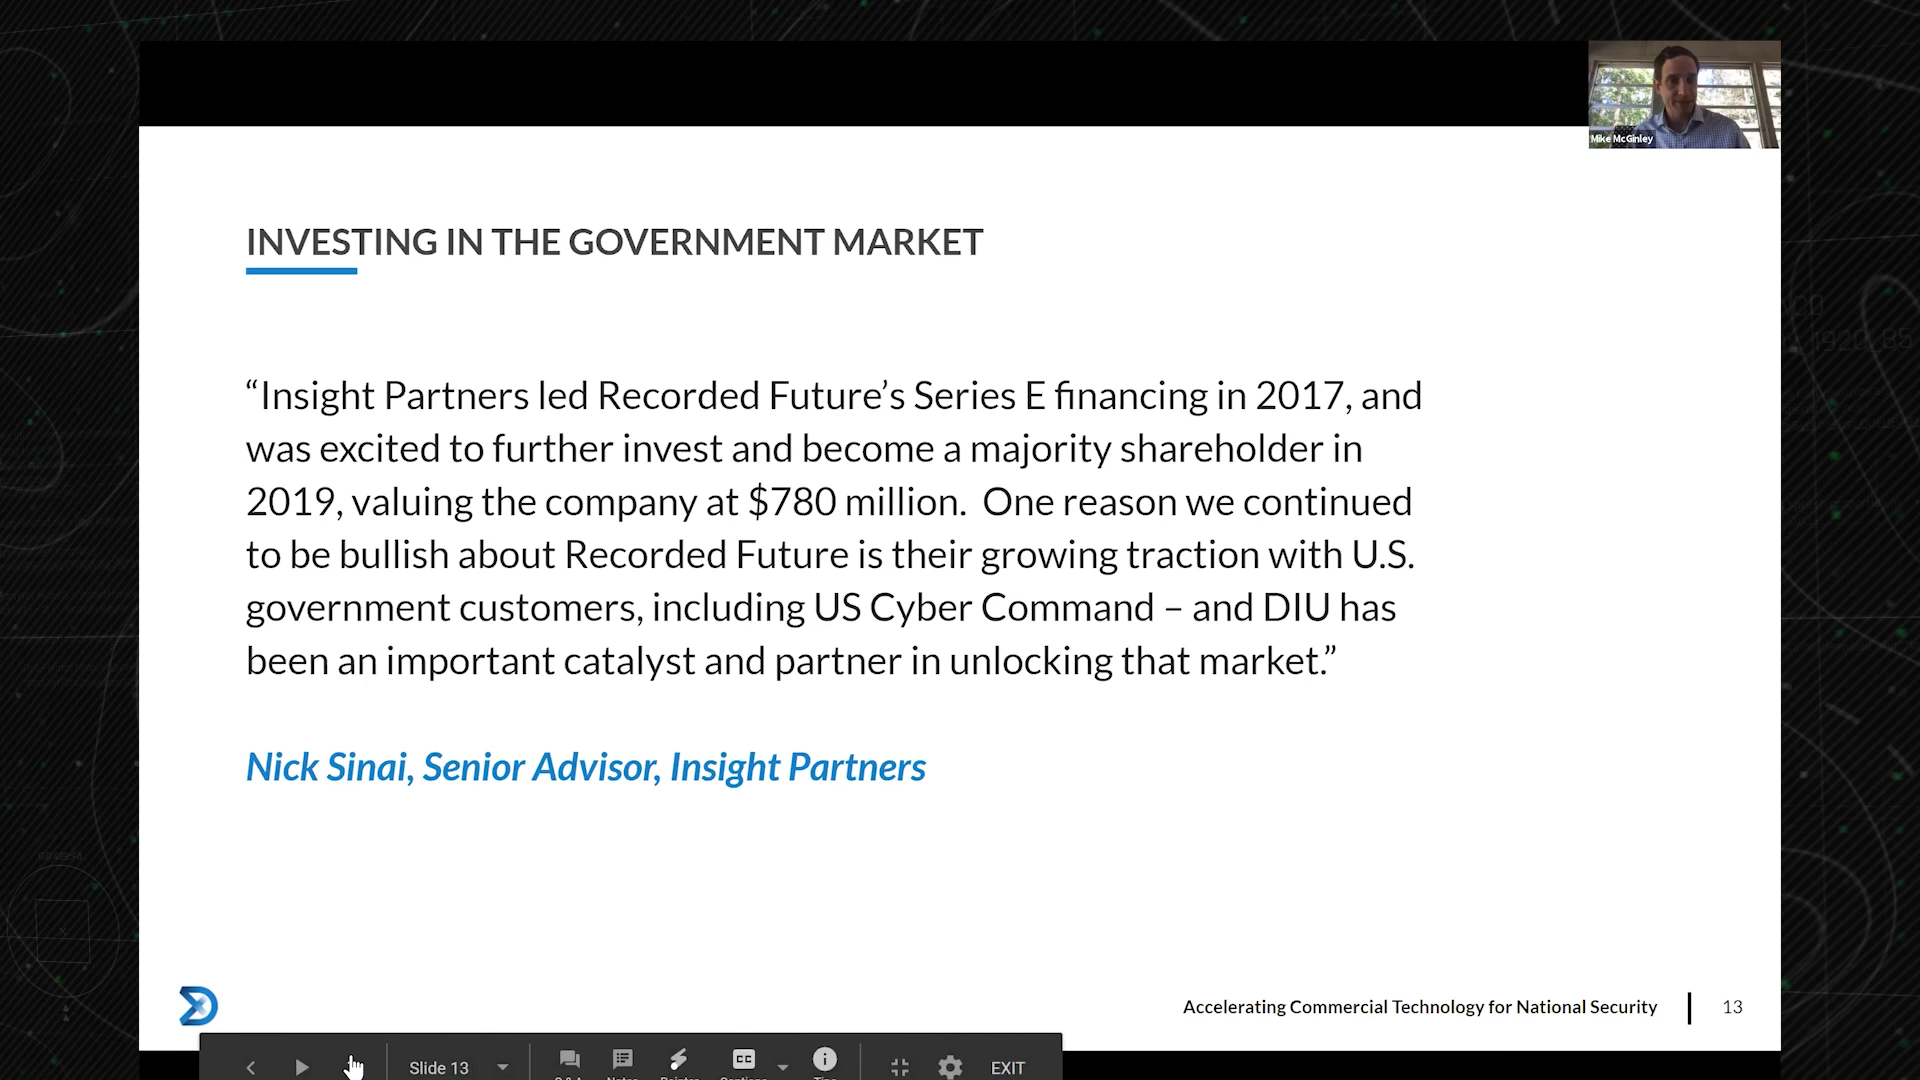 Mike McGinley
INVESTING IN THE GOVERNMENT MARKET
“Insight Partners led Recorded Future’s Series E financing in 2017, and
was excited to further invest and become a majority shareholder in
2019, valuing the company at $780 million.  One reason we continued
to be bullish about Recorded Future is their growing traction with U.S.
government customers, including US Cyber Command – and DIU has
been an important catalyst and partner in unlocking that market.”
Nick Sinai, Senior Advisor, Insight Partners
Accelerating Commercial Technology for National Security
13
Slide 13
EXIT